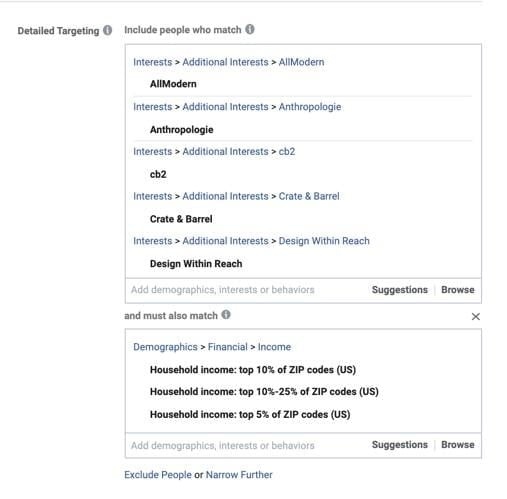 Detailed Targeting
Include people who match
Interests > Additional Interests > AllModern
AllModern
Interests > Additional Interests > Anthropologie
Anthropologie
Interests > Additional Interests > cb2
cb2
Interests > Additional Interests > Crate & Barrel
Crate & Barrel
Interests > Additional Interests > Design Within Reach
Design Within Reach
Add demographics, interests or behaviors Suggestions Browse
and must also match
Demographics > Financial > Income
Household income: top 10% of ZIP codes (US)
Household income: top 10%-25% of ZIP codes (US)
Household income: top 5% of ZIP codes (US)
Add demographics, interests or behaviors Suggestions Browse
Exclude People or Narrow Further